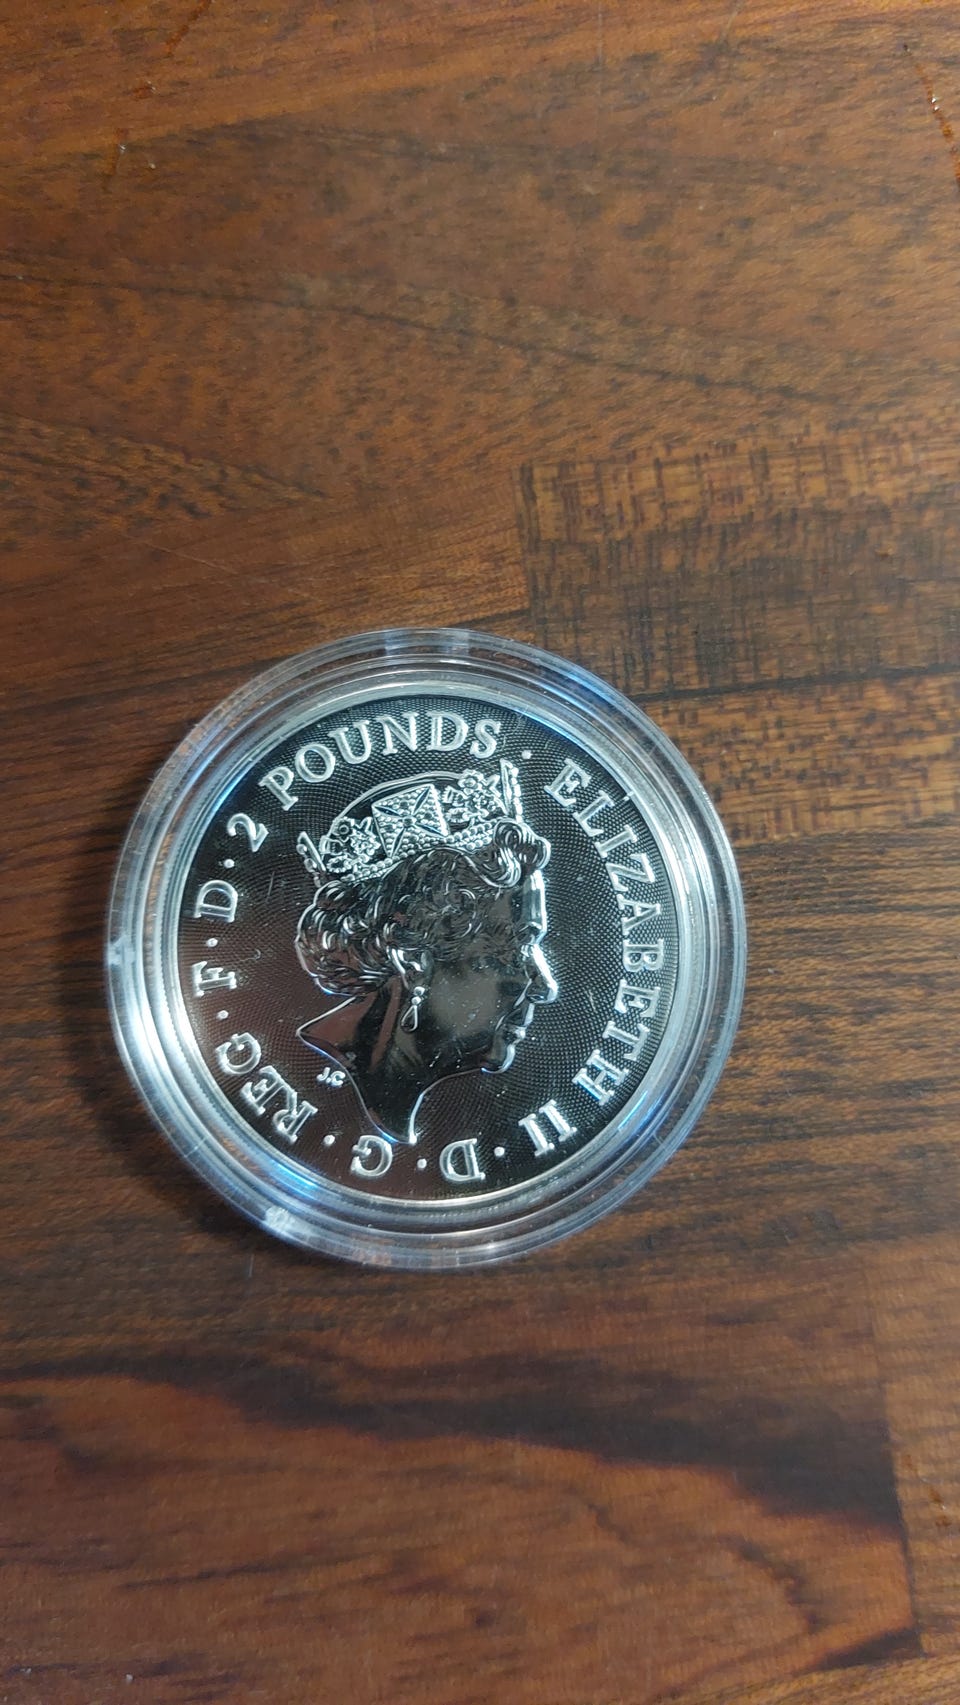 ELIZABETH II · D · G · REG · F · D · 2 POUNDS ·
JC